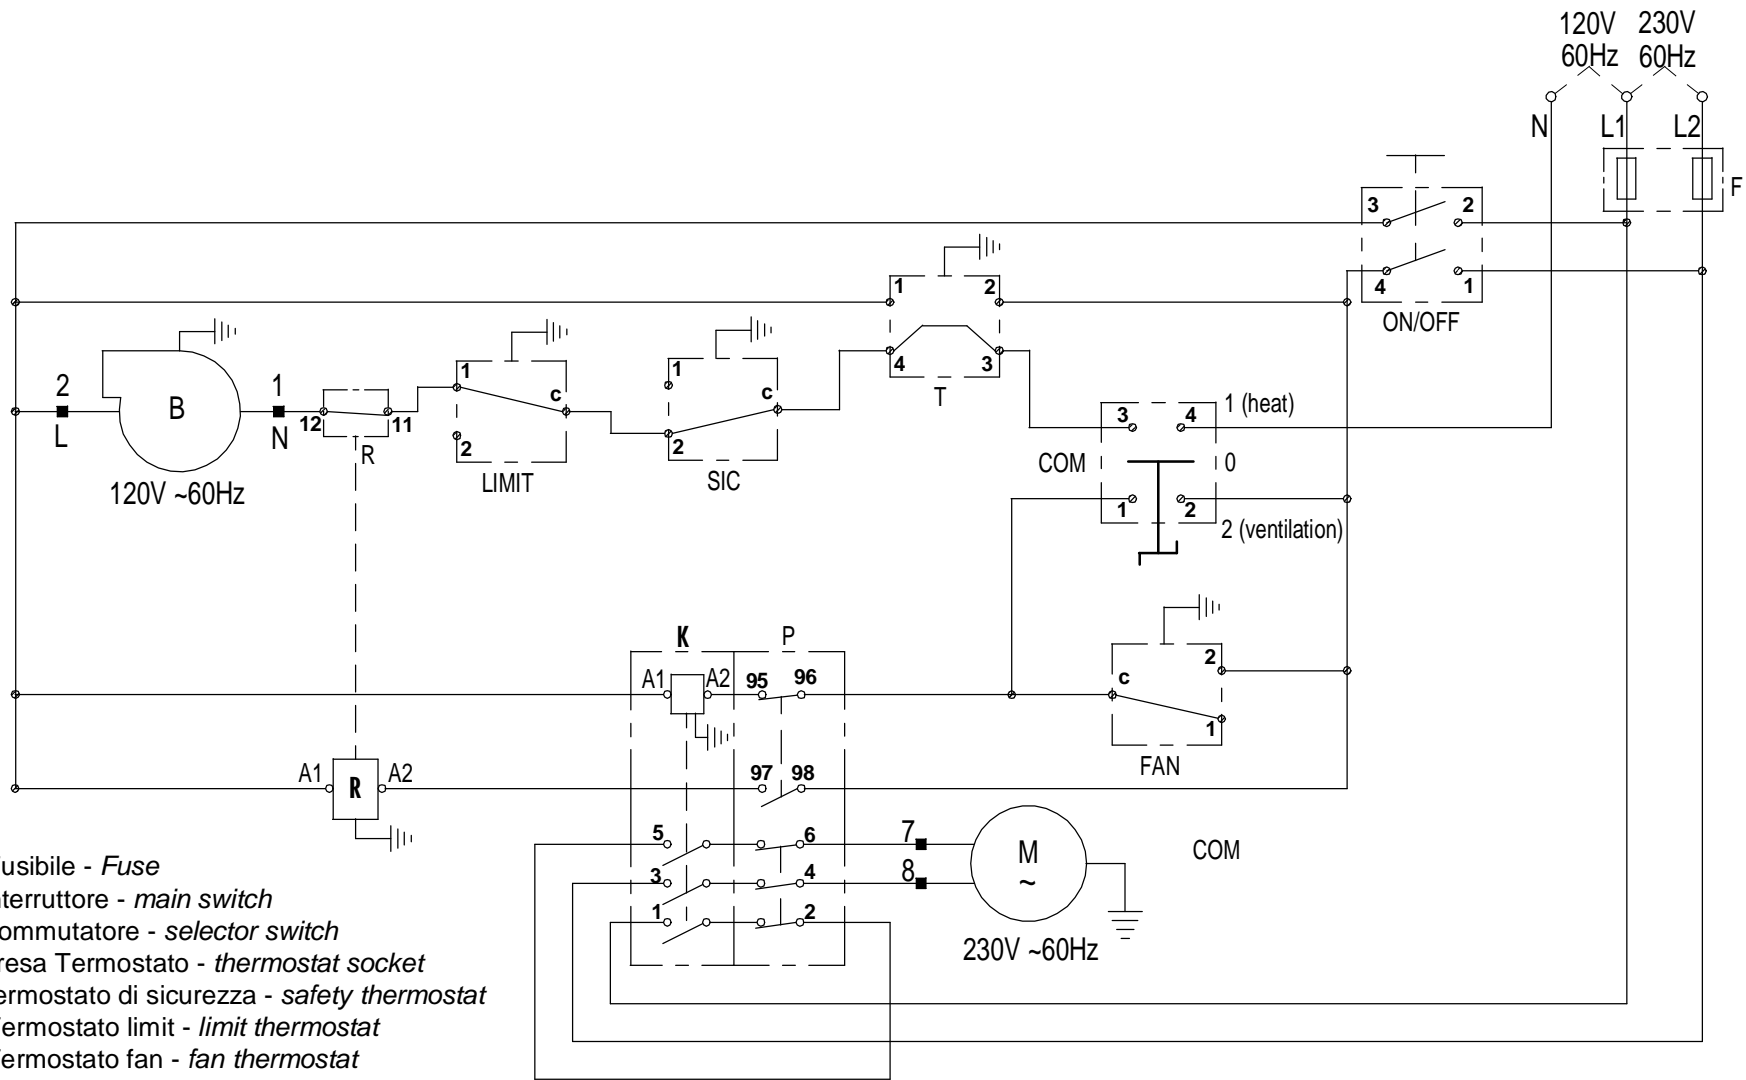 120V 230V
60Hz 60Hz
N L1 L2
F
3 2
4 1
ON/OFF
1 2
4 3
T
2 B 1
L N
120V ~60Hz
12 11
R
1 c
2
LIMIT
1 c
2
SIC
3 4 1 (heat)
COM 0
1 2
2 (ventilation)
K P
A1 A2 95 96
2
c
1
FAN
97 98
A1 R A2
5 6 7
3 4 8
1 2
M
~
230V ~60Hz
COM
usibile - Fuse
nterruttore - main switch
ommutatore - selector switch
resa Termostato - thermostat socket
ermostato di sicurezza - safety thermostat
Termostato limit - limit thermostat
Termostato fan - fan thermostat